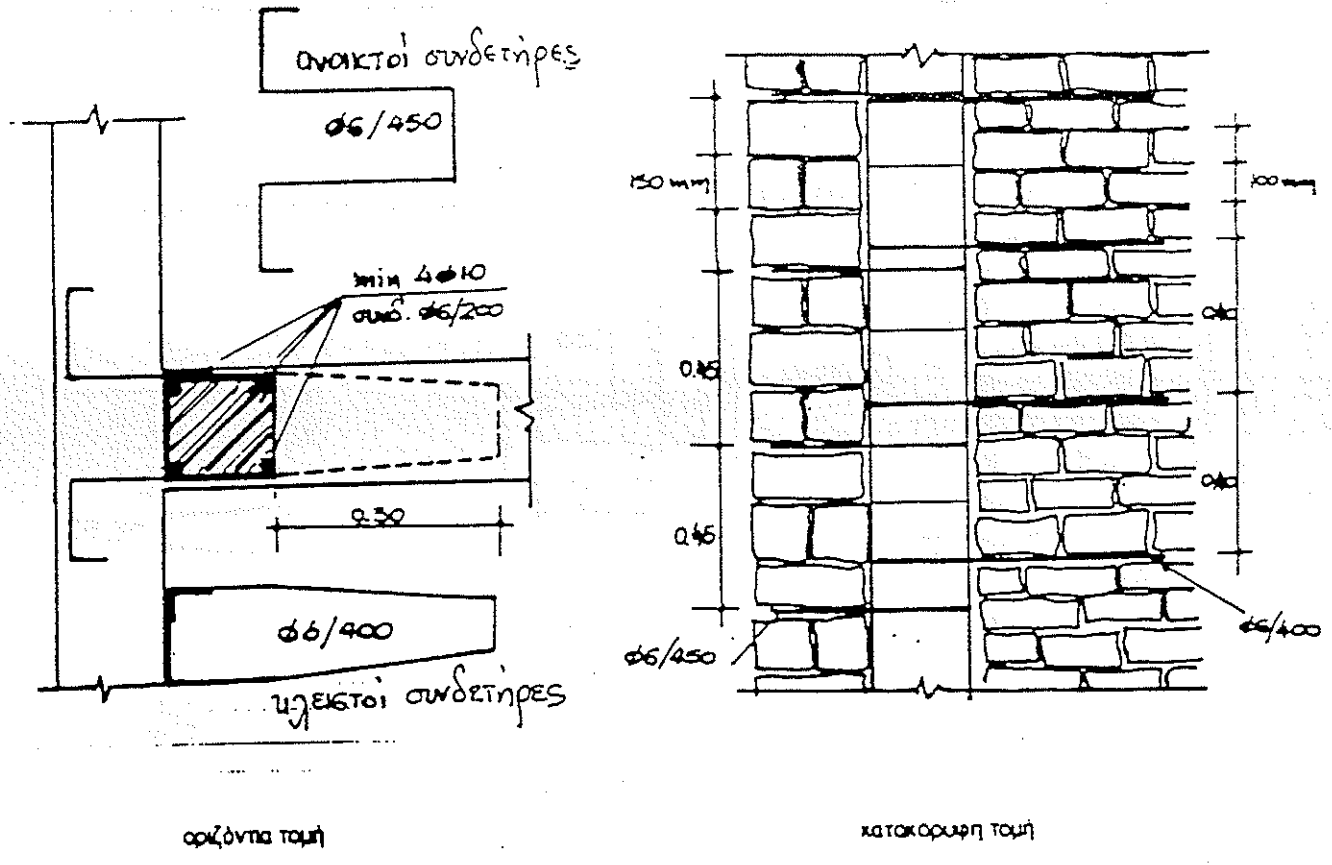 ανοικτοί συνδετήρες
φ6/450
min 4φ10
συνδ. φ6/200
0.30
φ6/400
κλειστοί συνδετήρες
οριζόντια τομή
150 mm
0.45
0.45
φ6/450
100 mm
0.40
0.40
φ6/400
κατακόρυφη τομή